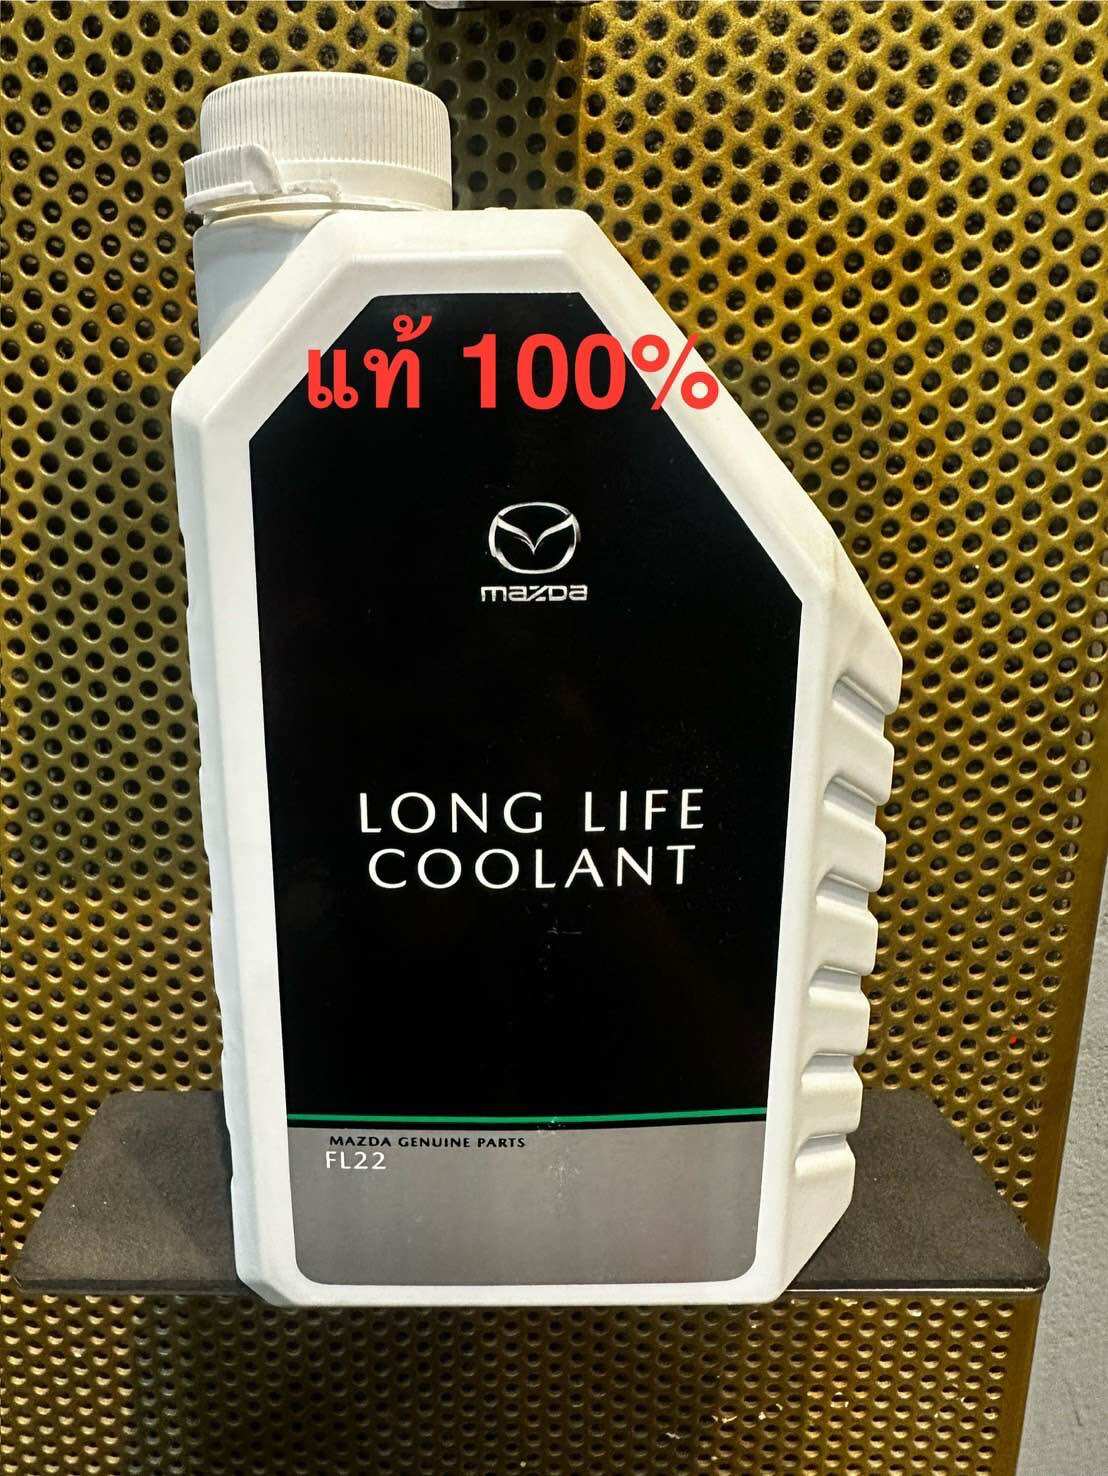 แท้ 100%
mazda
LONG LIFE
COOLANT
MAZDA GENUINE PARTS
FL22